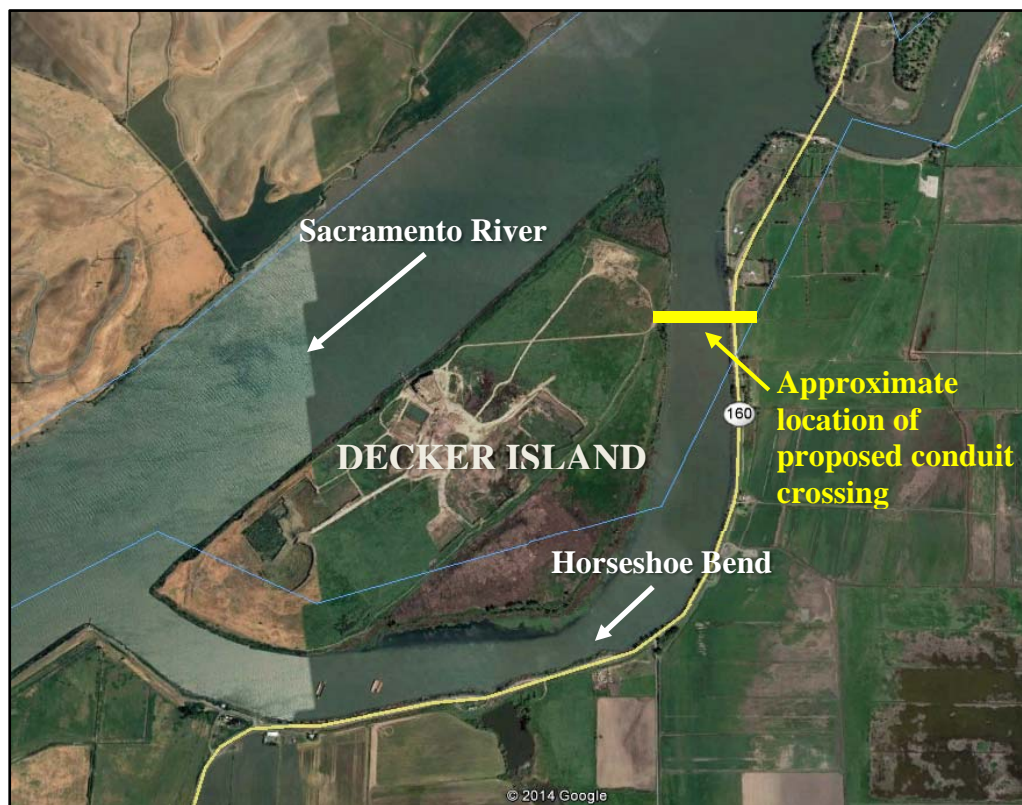 Sacramento River
Approximate
location of
proposed conduit
crossing
160
DECKER ISLAND
Horseshoe Bend
© 2014 Google